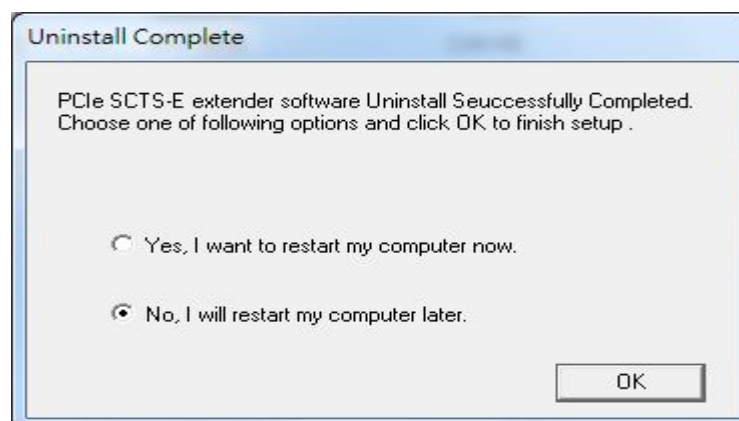 Uninstall Complete
PCIe SCTS-E extender software Uninstall Seuccessfully Completed.
Choose one of following options and click OK to finish setup .
Yes, I want to restart my computer now.
No, I will restart my computer later.
OK